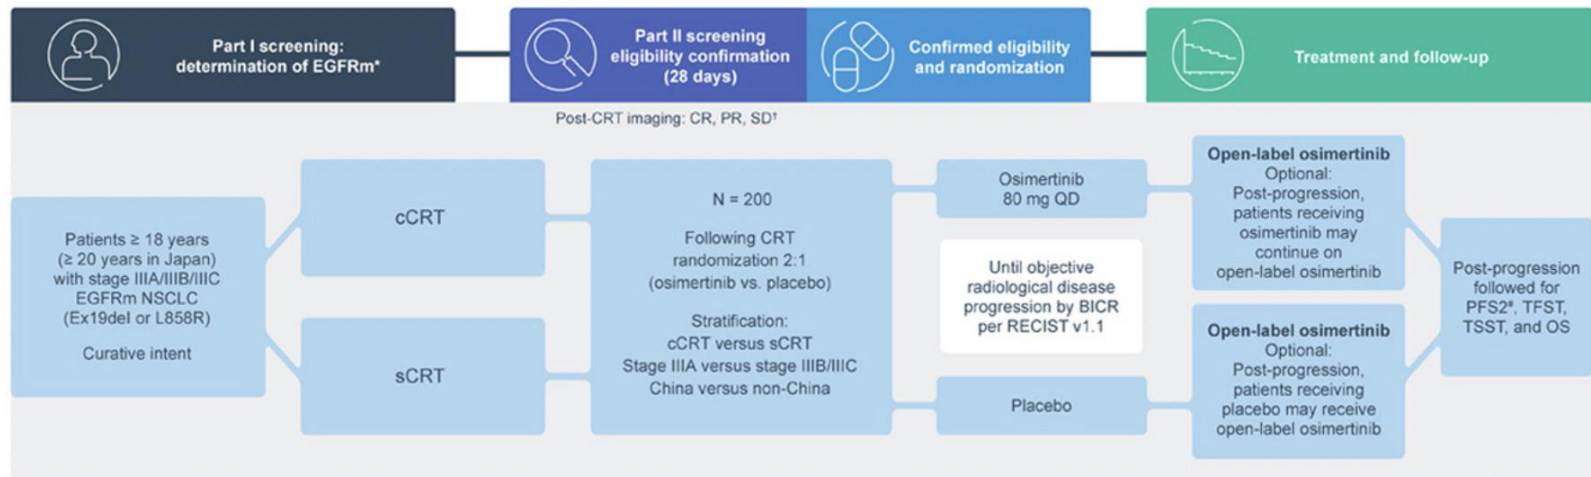 Part I screening:
determination of EGFRm*
Part II screening
eligibility confirmation
(28 days)
Confirmed eligibility
and randomization
Treatment and follow-up
Post-CRT imaging: CR, PR, SD†
Patients ≥ 18 years
(≥ 20 years in Japan)
with stage IIIA/IIIB/IIIC
EGFRm NSCLC
(Ex19del or L858R)
Curative intent
cCRT
sCRT
N = 200
Following CRT
randomization 2:1
(osimertinib vs. placebo)
Stratification:
cCRT versus sCRT
Stage IIIA versus stage IIIB/IIIC
China versus non-China
Osimertinib
80 mg QD
Until objective
radiological disease
progression by BICR
per RECIST v1.1
Placebo
Open-label osimertinib
Optional:
Post-progression,
patients receiving
osimertinib may
continue on
open-label osimertinib
Open-label osimertinib
Optional:
Post-progression,
patients receiving
placebo may receive
open-label osimertinib
Post-progression
followed for
PFS2#, TFST,
TSST, and OS